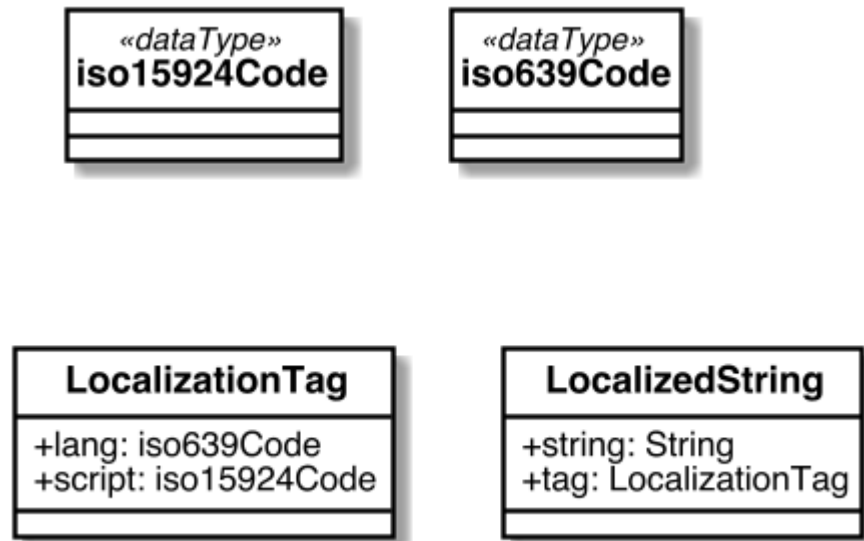 «dataType»
iso15924Code
«dataType»
iso639Code
LocalizationTag
+lang: iso639Code
+script: iso15924Code
LocalizedString
+string: String
+tag: LocalizationTag